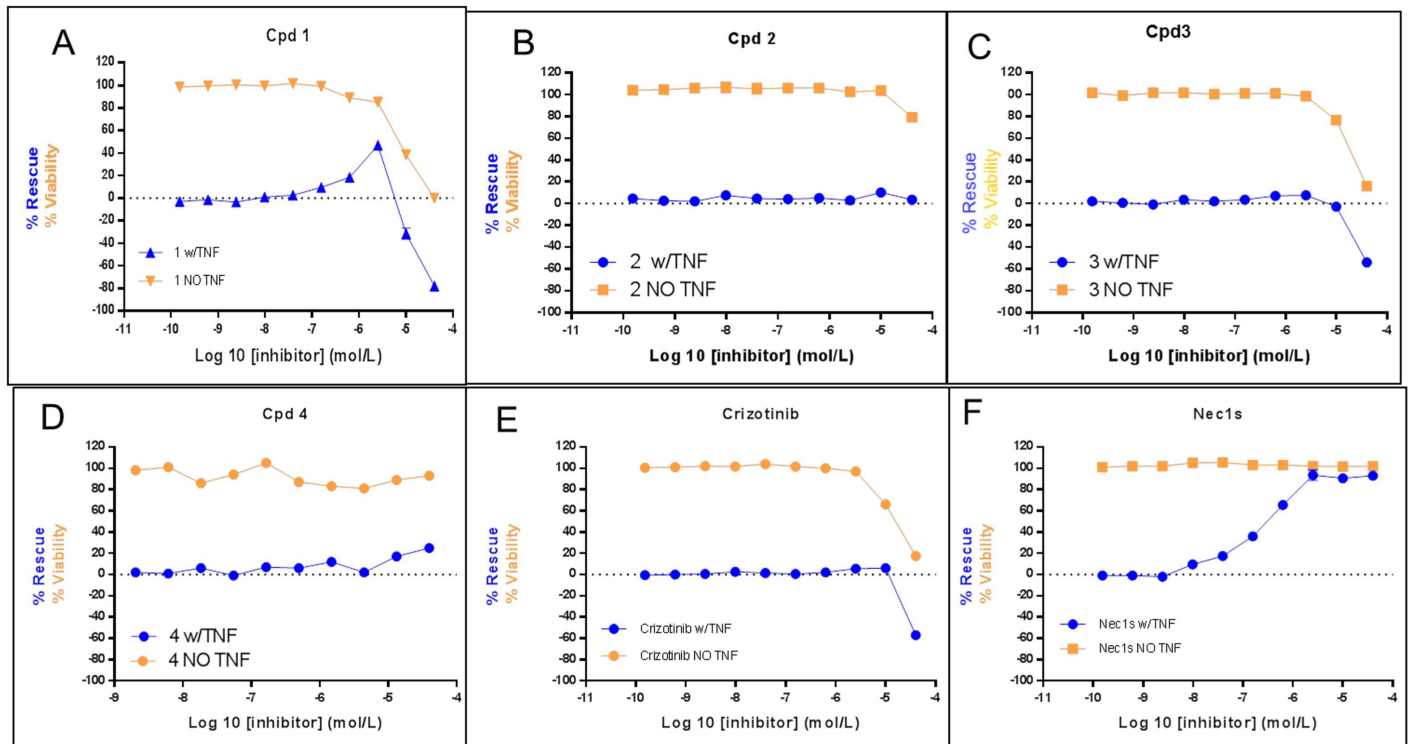 A
Cpd 1
120
100
80
60
40
20
0
-20
-40
-60
-80
-100
-11 -10 -9 -8 -7 -6 -5 -4
% Rescue
% Viability
1 w/TNF
1 NO TNF
Log 10 [inhibitor] (mol/L)
B
Cpd 2
120
100
80
60
40
20
0
-20
-40
-60
-80
-100
-11 -10 -9 -8 -7 -6 -5 -4
% Rescue
% Viability
2 w/TNF
2 NO TNF
Log 10 [inhibitor] (mol/L)
C
Cpd3
120
00
80
60
40
20
0
-20
-40
-60
-80
-100
-11 -10 -9 -8 -7 -6 -5 -4
% Rescue
% Viability
3 w/TNF
3 NO TNF
Log 10 [inhibitor] (mol/L)
D
Cpd 4
120
100
80
60
40
20
0
-20
-40
-60
-80
-100
-9 -8 -7 -6 -5 -4
% Rescue
% Viability
4 w/TNF
4 NO TNF
Log 10 [inhibitor] (mol/L)
E
Crizotinib
120
100
80
60
40
20
0
-20
-40
-60
-80
-100
-11 -10 -9 -8 -7 -6 -5 -4
% Rescue
% Viability
Crizotinib w/TNF
Crizotinib NO TNF
Log 10 [inhibitor] (mol/L)
F
Nec1s
120
100
80
60
40
20
0
-20
-40
-60
-80
-100
-11 -10 -9 -8 -7 -6 -5 -4
% Rescue
% Viability
Nec1s w/TNF
Nec1s NO TNF
Log 10 [inhibitor] (mol/L)